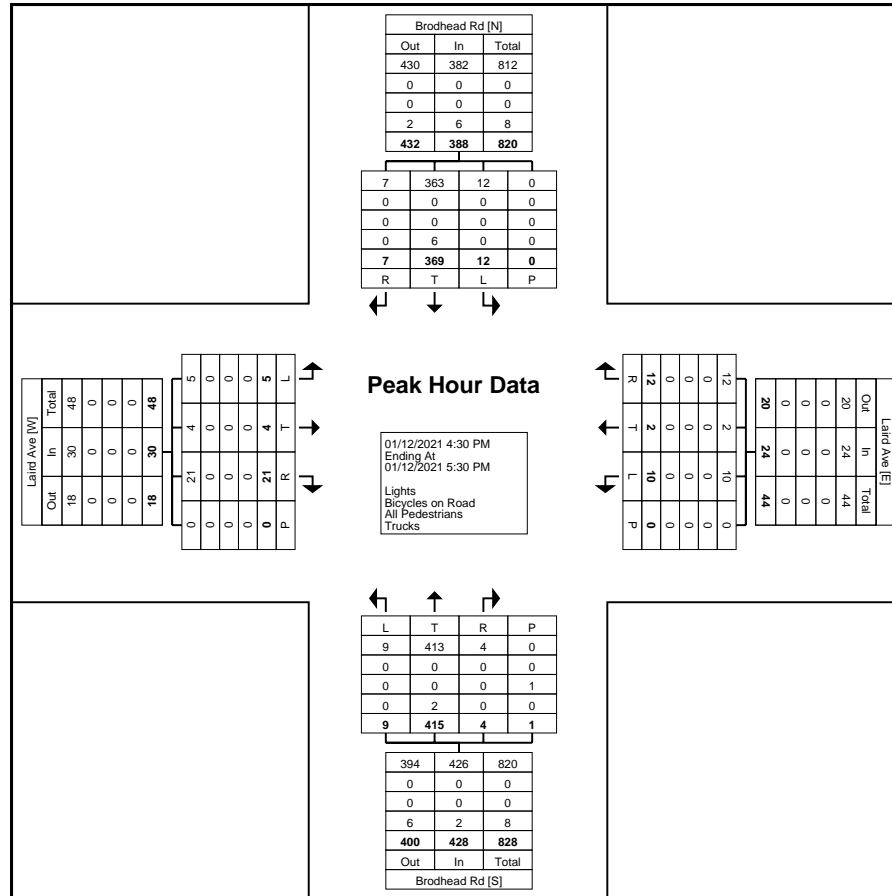 Brodhead Rd [N]
Out In Total
430 382 812
0 0 0
0 0 0
2 6 8
432 388 820
7 363 12 0
0 0 0 0
0 0 0 0
0 6 0 0
7 369 12 0
R T L P
Laird Ave [W]
Total In Out
48 30 18
0 0 0
0 0 0
0 0 0
48 30 18
5 4 21 0
0 0 0 0
0 0 0 0
0 0 0 0
5 4 21 0
L T R P
Peak Hour Data
01/12/2021 4:30 PM
Ending At
01/12/2021 5:30 PM
Lights
Bicycles on Road
All Pedestrians
Trucks
R T L P
12 2 10 0
0 0 0 0
0 0 0 0
0 0 0 0
12 2 10 0
20 24 44
0 0 0
0 0 0
0 0 0
20 24 44
Out In Total
Laird Ave [E]
L T R P
9 413 4 0
0 0 0 0
0 0 0 1
0 2 0 0
9 415 4 1
394 426 820
0 0 0
0 0 0
6 2 8
400 428 828
Out In Total
Brodhead Rd [S]